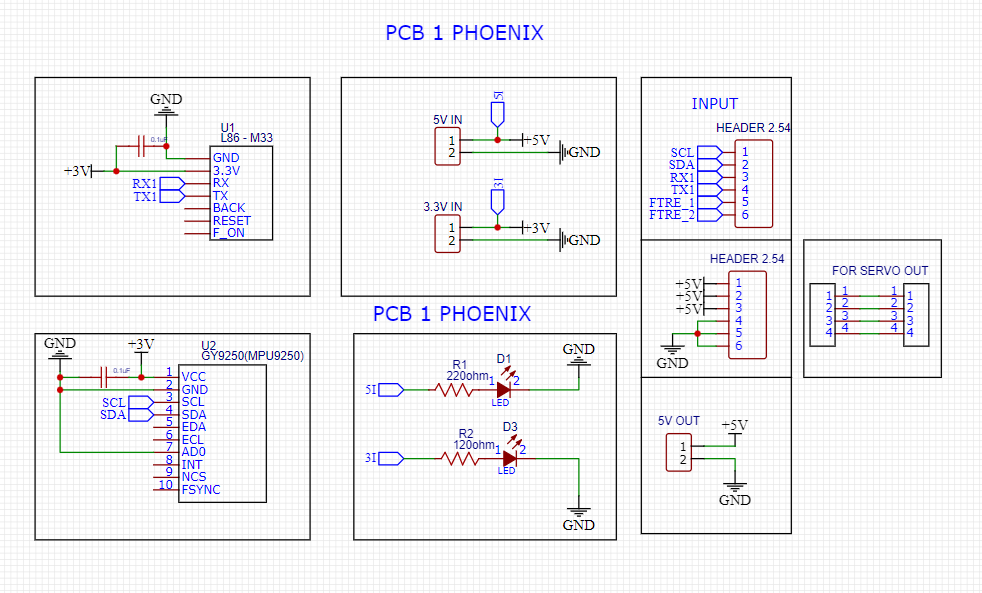 PCB 1 PHOENIX
GND
0.1uF
U1
L86 - M33
+3V
GND
3.3V
RX1
RX
TX1
TX
BACK
RESET
F_ON
5I
5V IN
1
2
+5V
GND
3I
3.3V IN
1
2
+3V
GND
INPUT
HEADER 2.54
SCL
1
SDA
2
RX1
3
TX1
4
FTRE_1
5
FTRE_2
6
HEADER 2.54
+5V
1
+5V
2
+5V
3
4
5
6
GND
FOR SERVO OUT
1 1 1 1
2 2 2 2
3 3 3 3
4 4 4 4
PCB 1 PHOENIX
GND
+3V
0.1uF
U2
GY9250(MPU9250)
1 VCC
2 GND
SCL 3 SCL
SDA 4 SDA
5 EDA
6 ECL
7 AD0
8 INT
9 NCS
10 FSYNC
5I
R1
220ohm
D1
1 2
LED
GND
3I
R2
120ohm
D3
1 2
LED
GND
5V OUT
1
2
+5V
GND